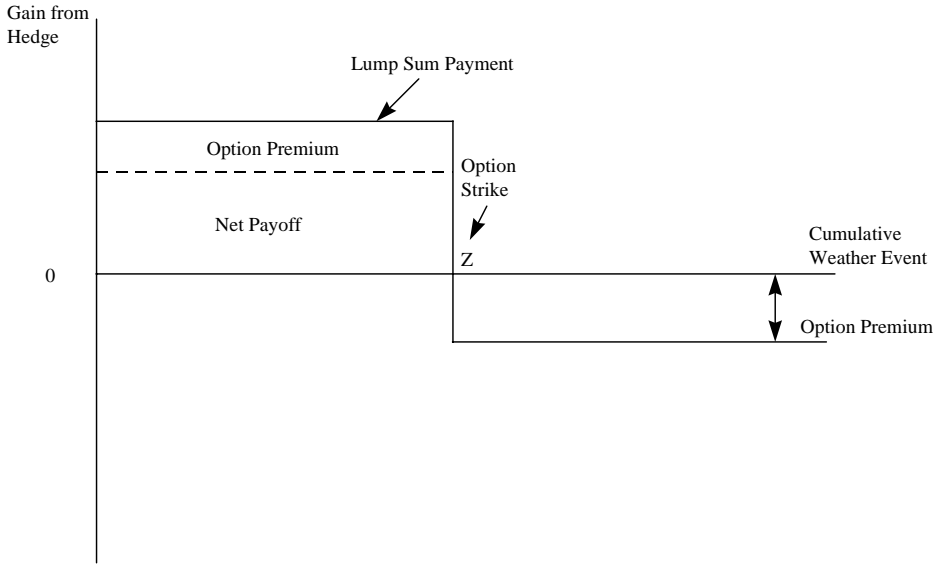 Gain from
Hedge
Lump Sum Payment
Option Premium
Option
Strike
Net Payoff
Z
Cumulative
Weather Event
0
Option Premium